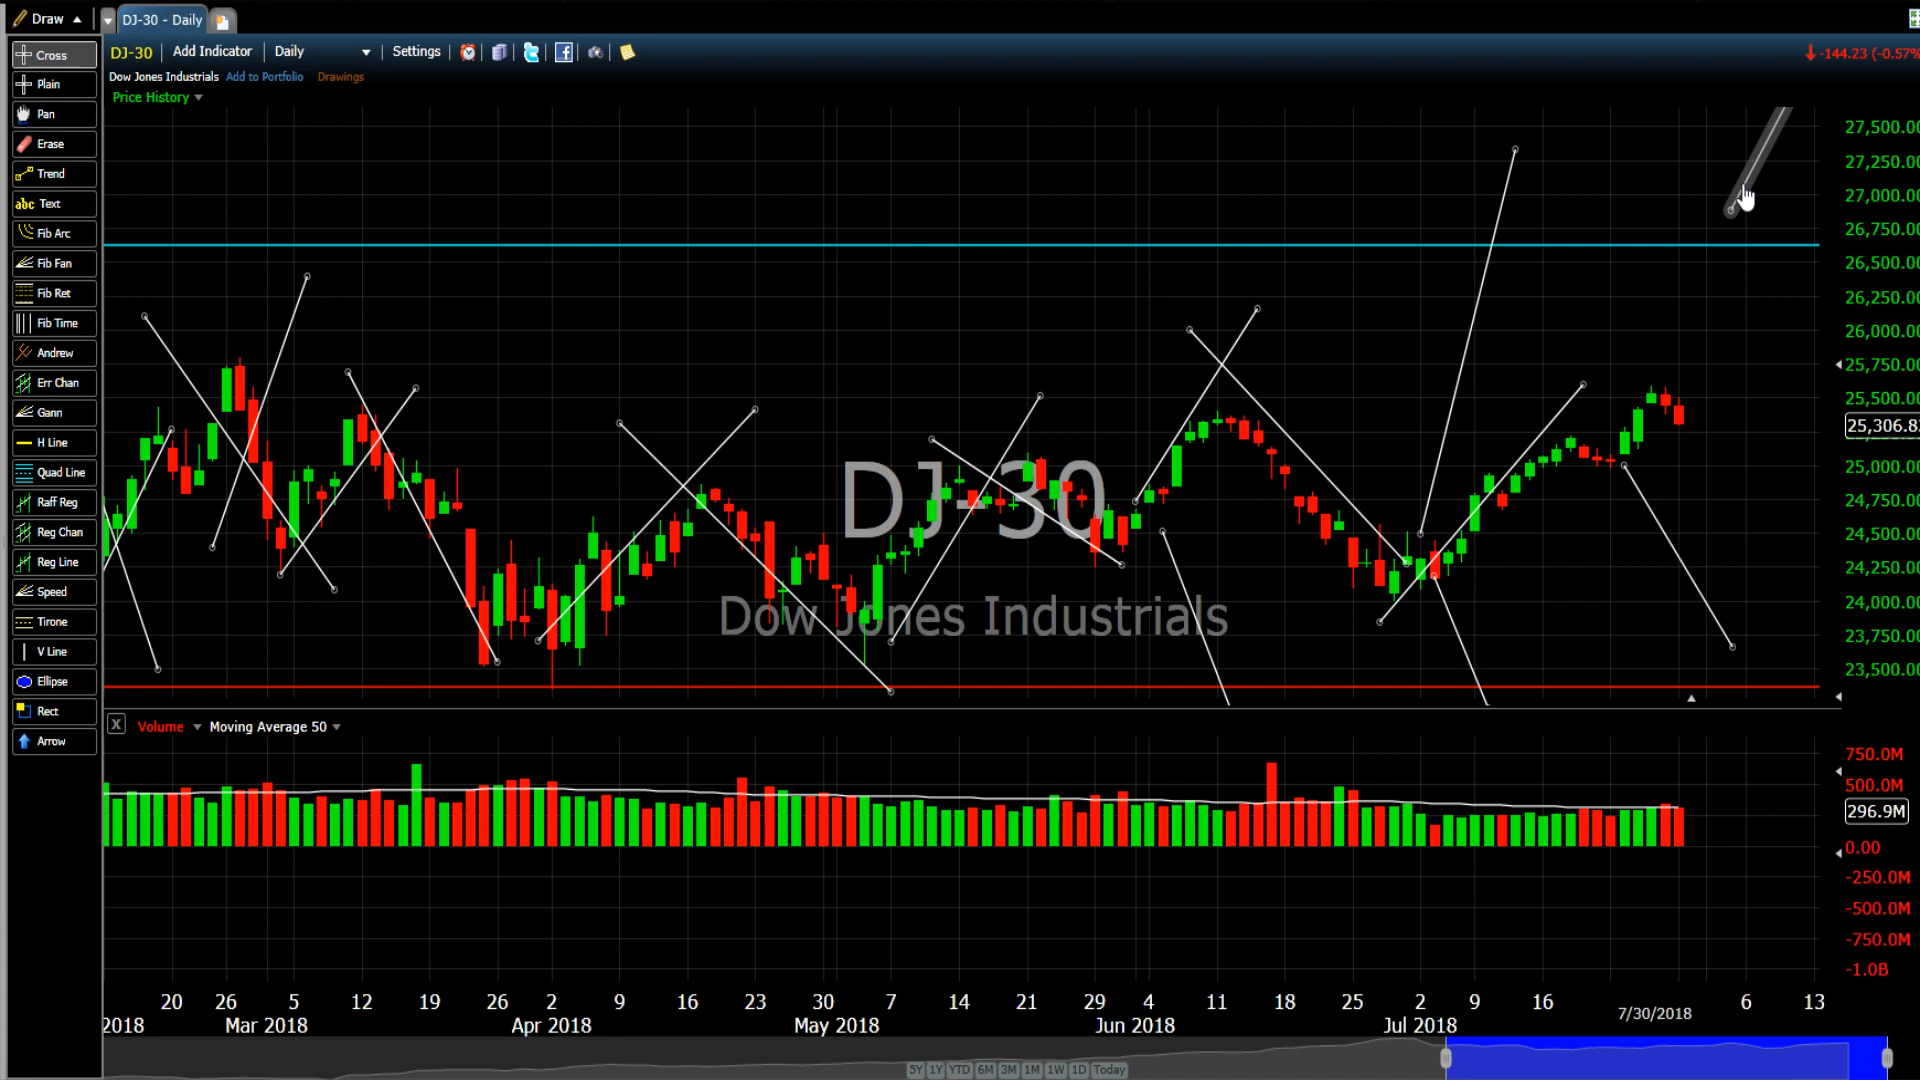 Draw
DJ-30 - Daily
Cross
Plain
Pan
Erase
Trend
abc Text
Fib Arc
Fib Fan
Fib Ret
Fib Time
Andrew
Err Chan
Gann
H Line
Quad Line
Raff Reg
Reg Chan
Reg Line
Speed
Tirone
V Line
Ellipse
Rect
Arrow
DJ-30 Add Indicator Daily Settings
-144.23 (-0.57%
Dow Jones Industrials Add to Portfolio Drawings
Price History
27,500.00
27,250.00
27,000.00
26,750.00
26,500.00
26,250.00
26,000.00
25,750.00
25,500.00
25,306.83
25,000.00
24,750.00
24,500.00
24,250.00
24,000.00
23,750.00
23,500.00
DJ-30
Dow Jones Industrials
X Volume Moving Average 50
750.0M
500.0M
296.9M
0.00
-250.0M
-500.0M
-750.0M
-1.0B
20 26 5 12 19 26 2 9 16 23 30 7 14 21 29 4 11 18 25 2 9 16 6 13
2018 Mar 2018 Apr 2018 May 2018 Jun 2018 Jul 2018 7/30/2018
5Y 1Y YTD 6M 3M 1M 1W 1D Today